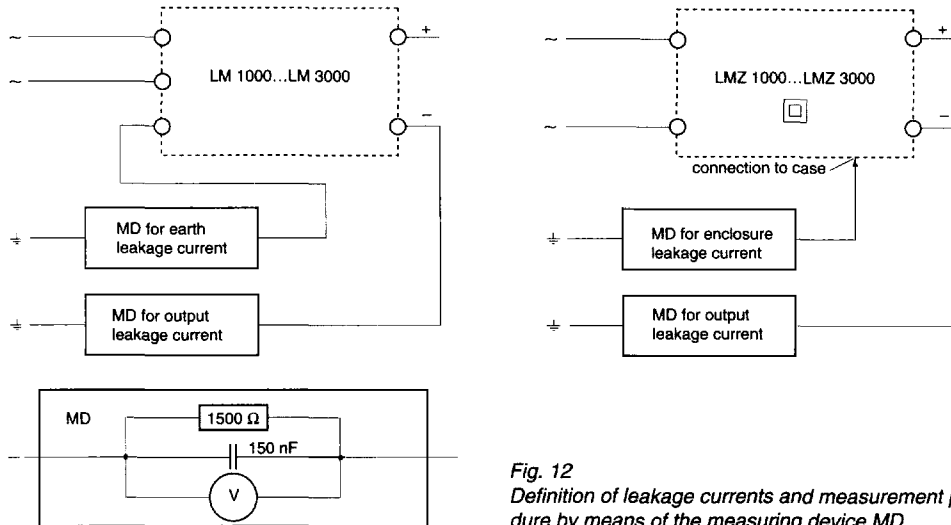 ~
~
LM 1000...LM 3000
+
−
MD for earth
leakage current
MD for output
leakage current
MD
1500 Ω
150 nF
V
~
~
LMZ 1000...LMZ 3000
+
−
connection to case
MD for enclosure
leakage current
MD for output
leakage current
Fig. 12
Definition of leakage currents and measurement
dure by means of the measuring device MD